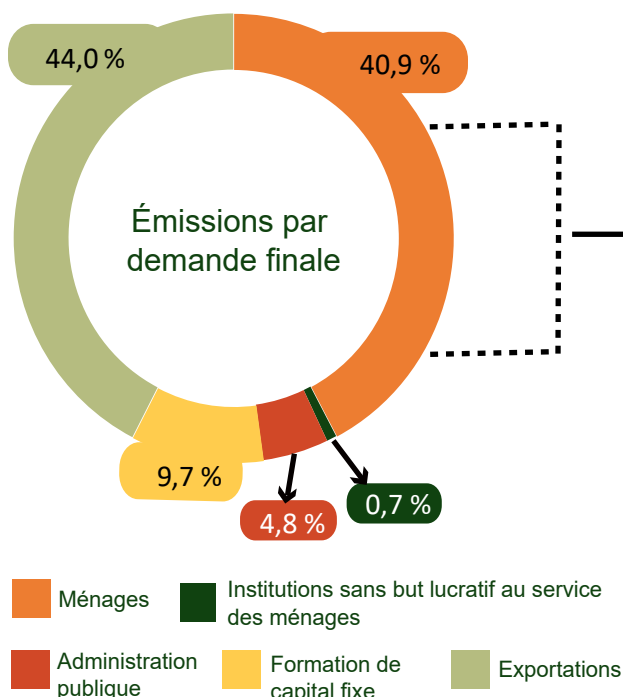 44,0 %
40,9 %
Émissions par
demande finale
9,7 %
4,8 %
0,7 %
Ménages
Institutions sans but lucratif au service
des ménages
Administration
publique
Formation de
capital fixe
Exportations